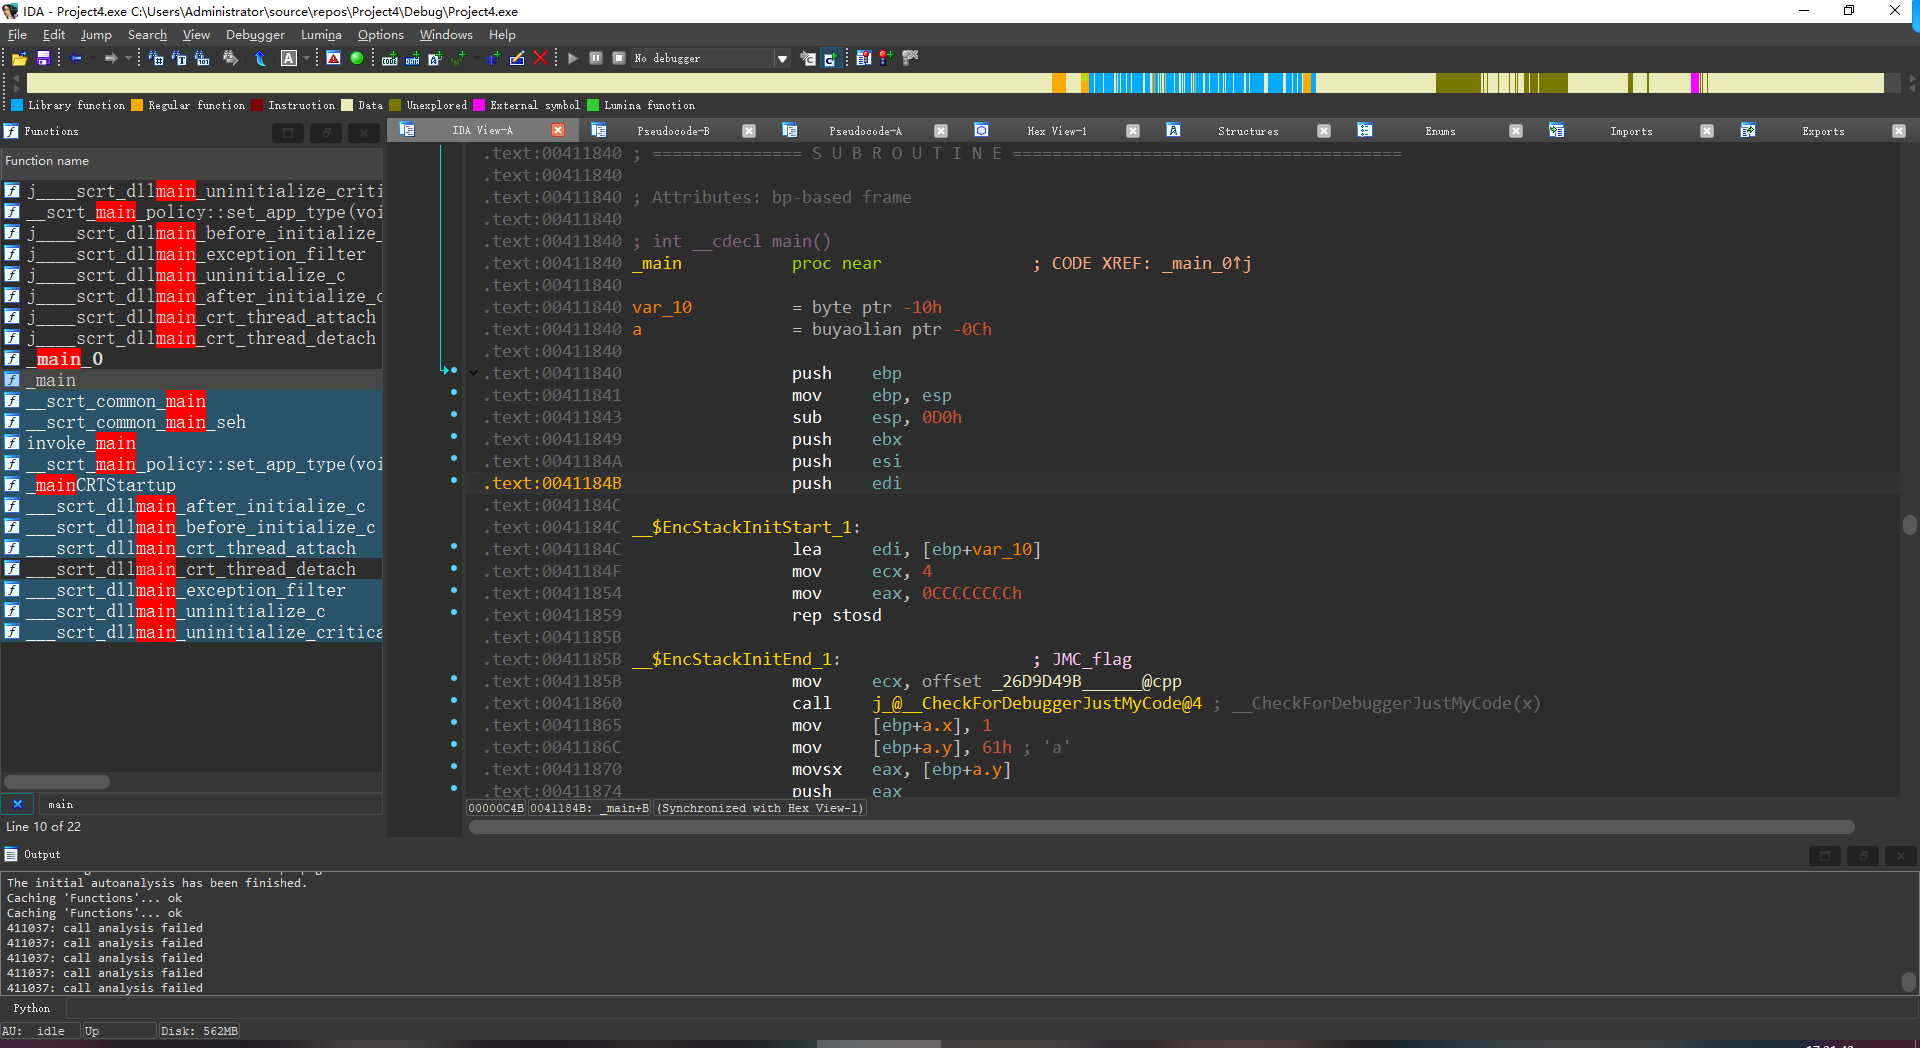 IDA - Project4.exe C:\Users\Administrator\source\repos\Project4\Debug\Project4.exe
File Edit Jump Search View Debugger Lumina Options Windows Help
No debugger
Library function Regular function Instruction Data Unexplored External symbol Lumina function
Functions
IDA View-A Pseudocode-B Pseudocode-A Hex View-1 Structures Enums Imports Exports
Function name
j____scrt_dllmain_uninitialize_criti
__scrt_main_policy::set_app_type(voi
j____scrt_dllmain_before_initialize_
j____scrt_dllmain_exception_filter
j____scrt_dllmain_uninitialize_c
j____scrt_dllmain_after_initialize_c
j____scrt_dllmain_crt_thread_attach
j____scrt_dllmain_crt_thread_detach
_main_0
_main
__scrt_common_main
__scrt_common_main_seh
invoke_main
__scrt_main_policy::set_app_type(voi
_mainCRTStartup
___scrt_dllmain_after_initialize_c
___scrt_dllmain_before_initialize_c
___scrt_dllmain_crt_thread_attach
___scrt_dllmain_crt_thread_detach
___scrt_dllmain_exception_filter
___scrt_dllmain_uninitialize_c
___scrt_dllmain_uninitialize_critica
main
Line 10 of 22
.text:00411840 ; =============== S U B R O U T I N E =======================================
.text:00411840
.text:00411840 ; Attributes: bp-based frame
.text:00411840
.text:00411840 ; int __cdecl main()
.text:00411840 _main proc near ; CODE XREF: _main_0↑j
.text:00411840
.text:00411840 var_10 = byte ptr -10h
.text:00411840 a = buyaolian ptr -0Ch
.text:00411840
.text:00411840 push ebp
.text:00411841 mov ebp, esp
.text:00411843 sub esp, 0D0h
.text:00411849 push ebx
.text:0041184A push esi
.text:0041184B push edi
.text:0041184C
.text:0041184C __$EncStackInitStart_1:
.text:0041184C lea edi, [ebp+var_10]
.text:0041184F mov ecx, 4
.text:00411854 mov eax, 0CCCCCCCCh
.text:00411859 rep stosd
.text:0041185B
.text:0041185B __$EncStackInitEnd_1: ; JMC_flag
.text:0041185B mov ecx, offset _26D9D49B______@cpp
.text:00411860 call j_@__CheckForDebuggerJustMyCode@4 ; __CheckForDebuggerJustMyCode(x)
.text:00411865 mov [ebp+a.x], 1
.text:0041186C mov [ebp+a.y], 61h ; 'a'
.text:00411870 movsx eax, [ebp+a.y]
.text:00411874 push eax
00000C4B 0041184B: _main+B (Synchronized with Hex View-1)
Output
The initial autoanalysis has been finished.
Caching 'Functions'... ok
Caching 'Functions'... ok
411037: call analysis failed
411037: call analysis failed
411037: call analysis failed
411037: call analysis failed
411037: call analysis failed
Python
AU: idle Up Disk: 562MB